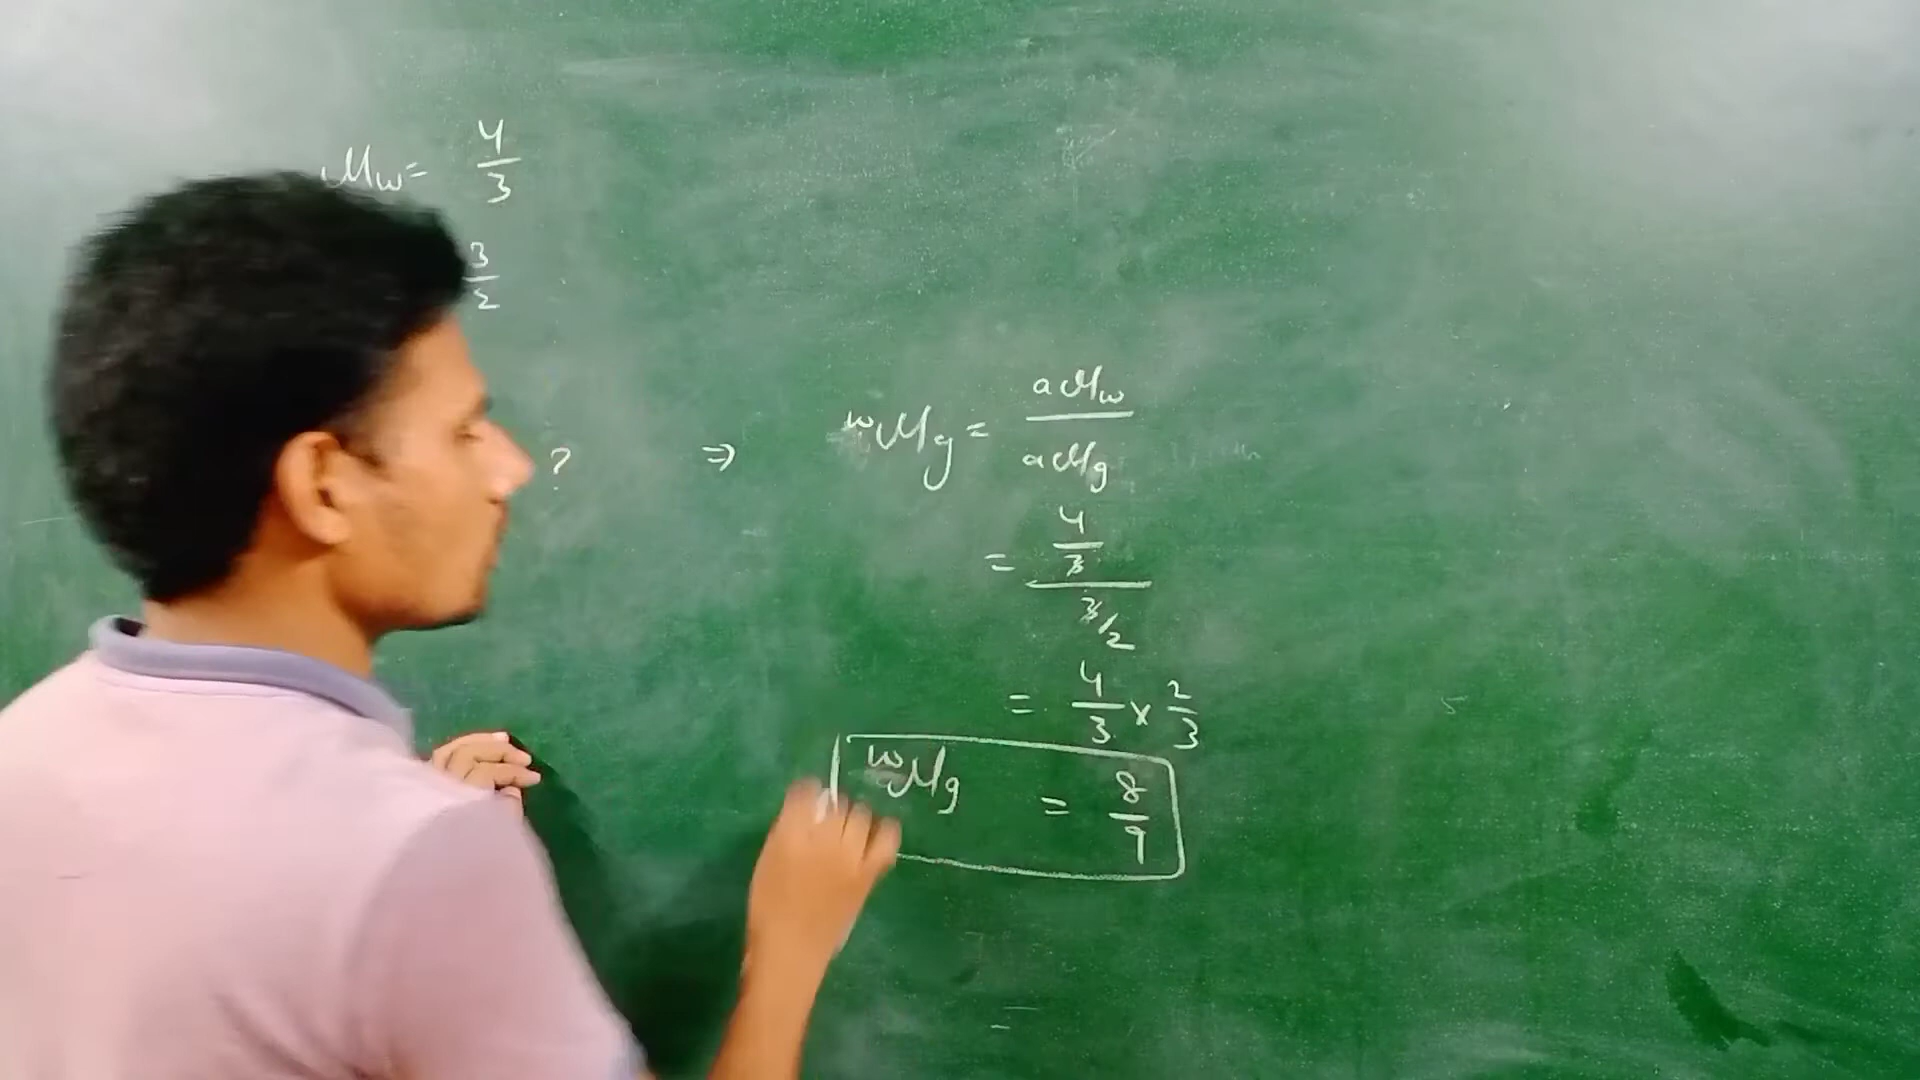 μw = 4/3
3/2
? ⇒ wμg = aμw/aμg
= 4/3 / 3/2
= 4/3 × 2/3
wμg = 8/9
=